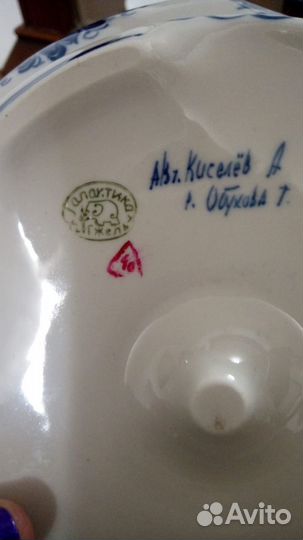 Авт. Киселёв А
р. Обухова Т.
Галактика
Гжель
Avito